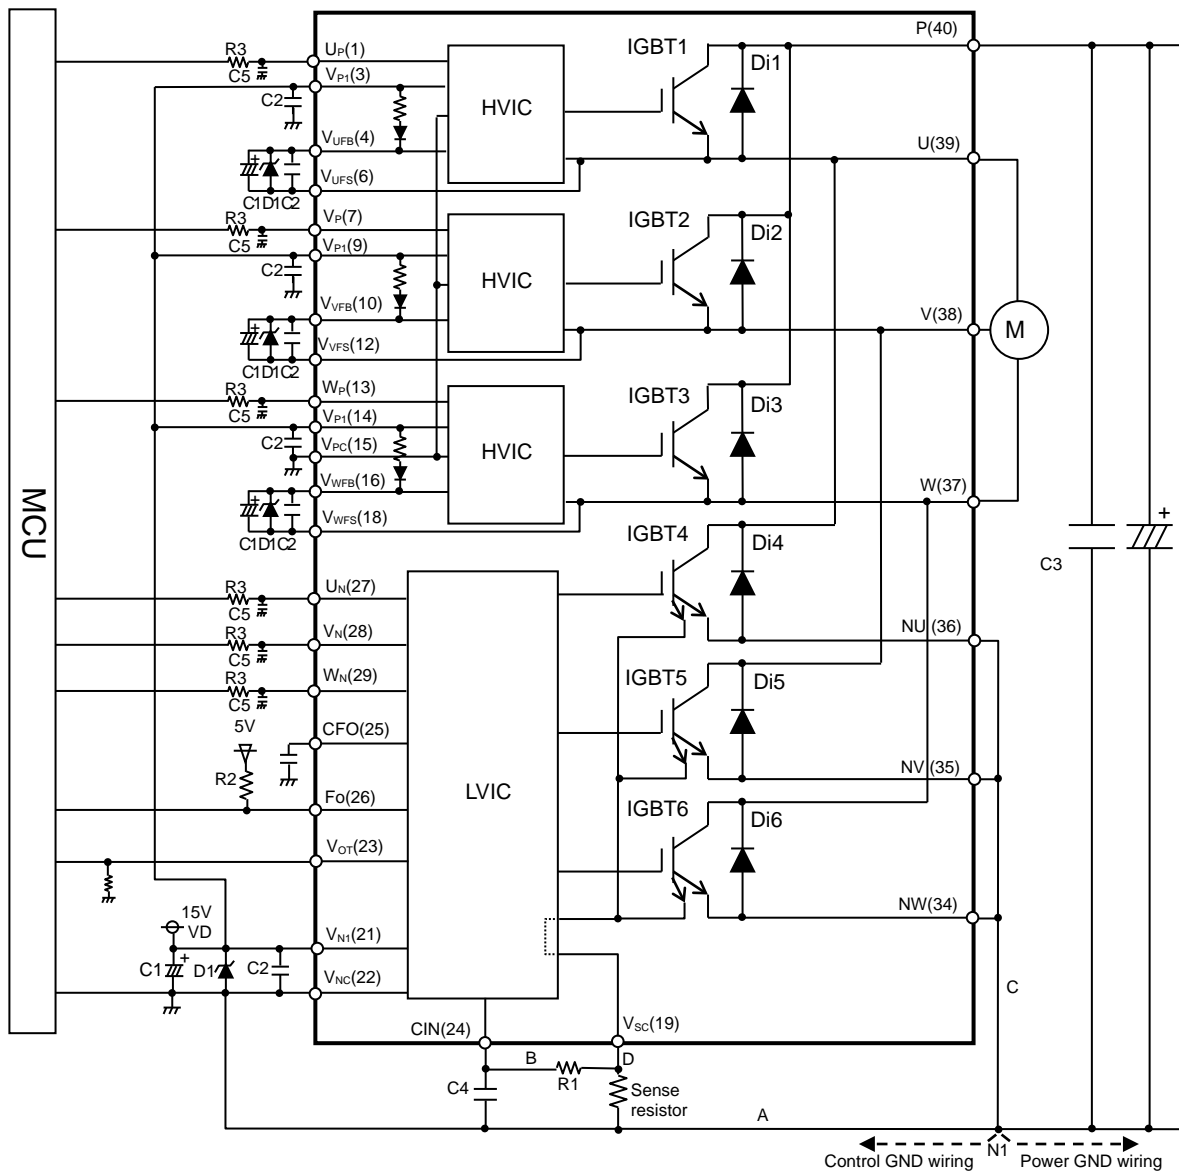 MCU
R3
C5
UP(1)
VP1(3)
C2
VUFB(4)
VUFS(6)
C1D1C2
HVIC
IGBT1
Di1
P(40)
U(39)
R3
C5
VP(7)
VP1(9)
C2
VVFB(10)
VVFS(12)
C1D1C2
HVIC
IGBT2
Di2
V(38)
M
R3
C5
WP(13)
VP1(14)
C2
VPC(15)
VWFB(16)
VWFS(18)
C1D1C2
HVIC
IGBT3
Di3
W(37)
IGBT4
Di4
C3
+
R3
C5
UN(27)
NU(36)
R3
C5
VN(28)
R3
C5
WN(29)
IGBT5
Di5
5V
CFO(25)
R2
NV(35)
Fo(26)
LVIC
IGBT6
Di6
VOT(23)
NW(34)
15V
VD
VN1(21)
C1
+
D1
C2
VNC(22)
C
CIN(24)
VSC(19)
B
D
R1
C4
Sense
resistor
A
N1
Control GND wiring
Power GND wiring